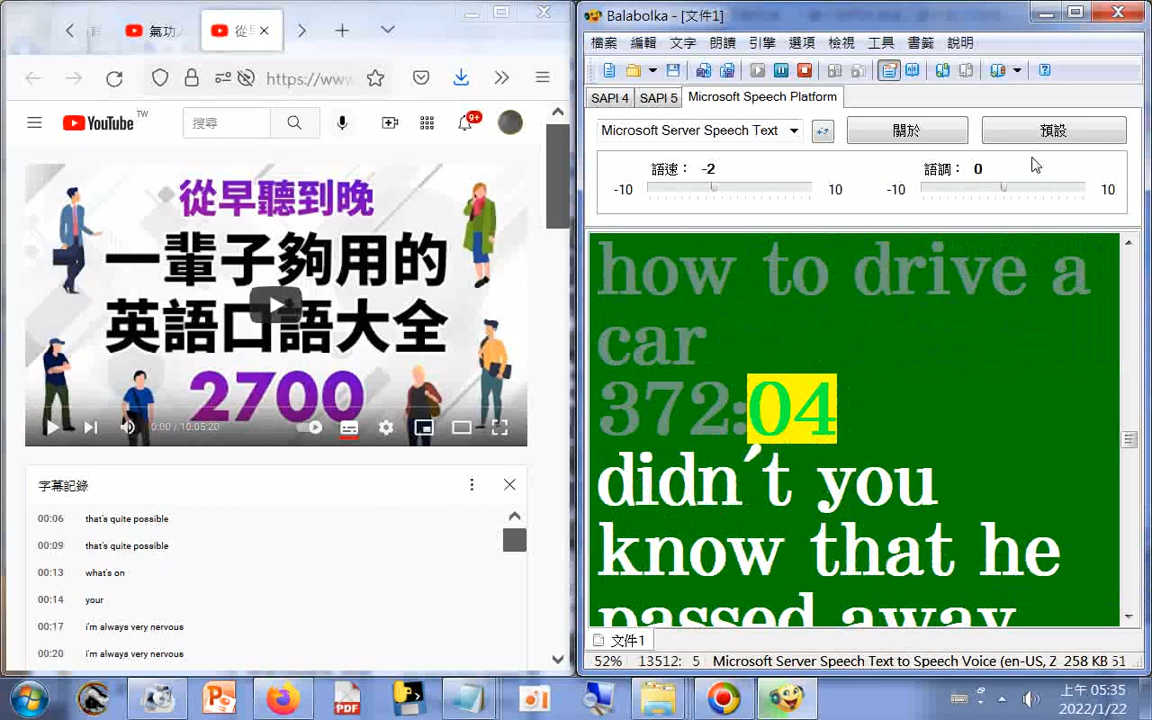 氣功
從
https://www
YouTube TW
搜尋
9+
從早聽到晚
一輩子夠用的
英語口語大全
2700
0:00 / 10:05:20
字幕記錄
00:06 that's quite possible
00:09 that's quite possible
00:13 what's on
00:14 your
00:17 i'm always very nervous
00:20 i'm always very nervous
Balabolka - [文件1]
檔案 編輯 文字 朗讀 引擎 選項 檢視 工具 書籤 說明
SAPI 4 SAPI 5 Microsoft Speech Platform
Microsoft Server Speech Text 關於 預設
語速： -2 語調： 0
-10 10 -10 10
how to drive a
car
372:04
didn't you
know that he
passed away
文件1
52% 13512: 5 Microsoft Server Speech Text to Speech Voice (en-US, Z 258 KB 51
PDF
上午 05:35
2022/1/22